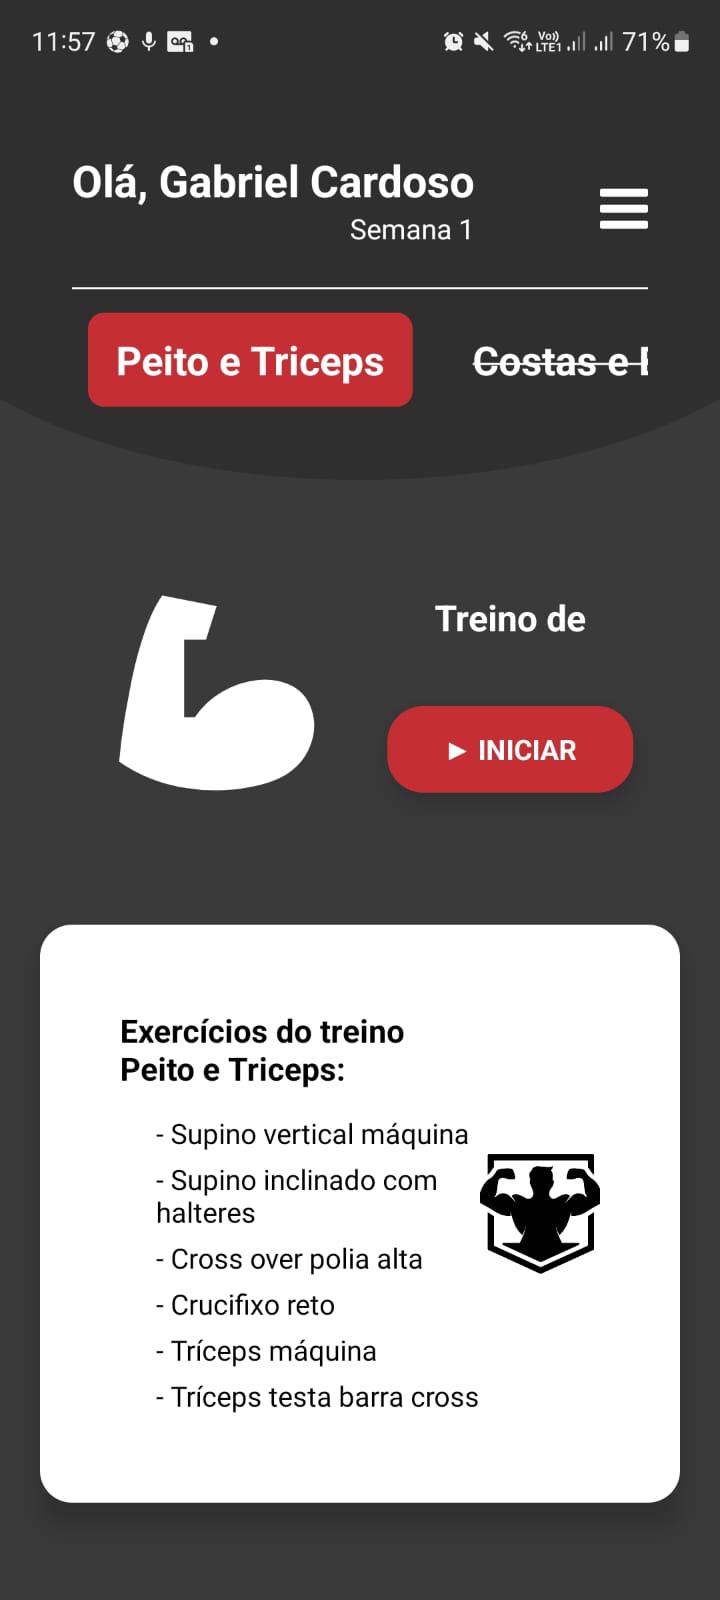 11:57
Vo))
LTE1
71%
Olá, Gabriel Cardoso
Semana 1
Peito e Triceps
Costas e
Treino de
▶ INICIAR
Exercícios do treino
Peito e Triceps:
- Supino vertical máquina
- Supino inclinado com
halteres
- Cross over polia alta
- Crucifixo reto
- Tríceps máquina
- Tríceps testa barra cross